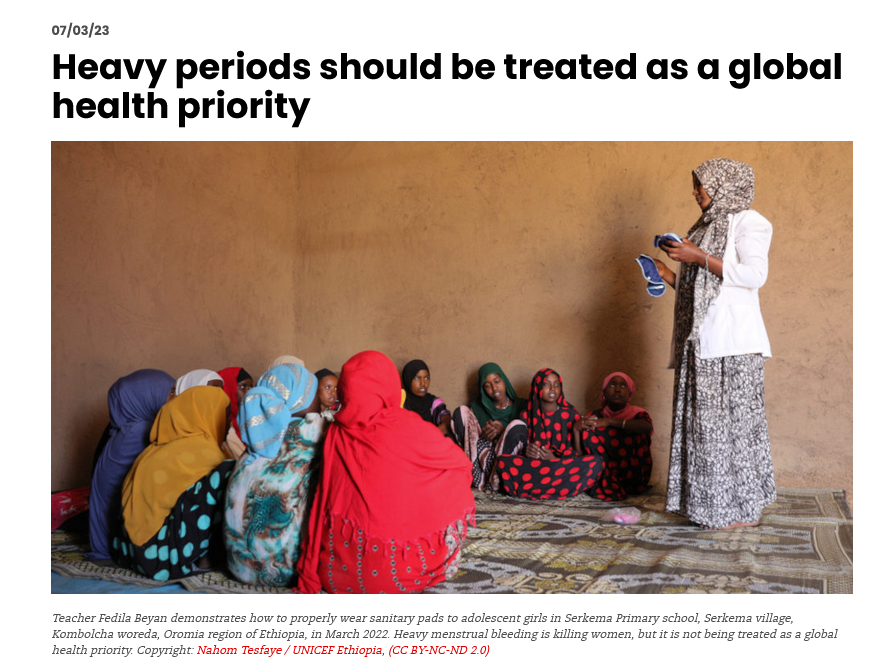 07/03/23
Heavy periods should be treated as a global
health priority
Teacher Fedila Beyan demonstrates how to properly wear sanitary pads to adolescent girls in Serkema Primary school, Serkema village,
Kombolcha woreda, Oromia region of Ethiopia, in March 2022. Heavy menstrual bleeding is killing women, but it is not being treated as a global
health priority. Copyright: Nahom Tesfaye / UNICEF Ethiopia, (CC BY-NC-ND 2.0)